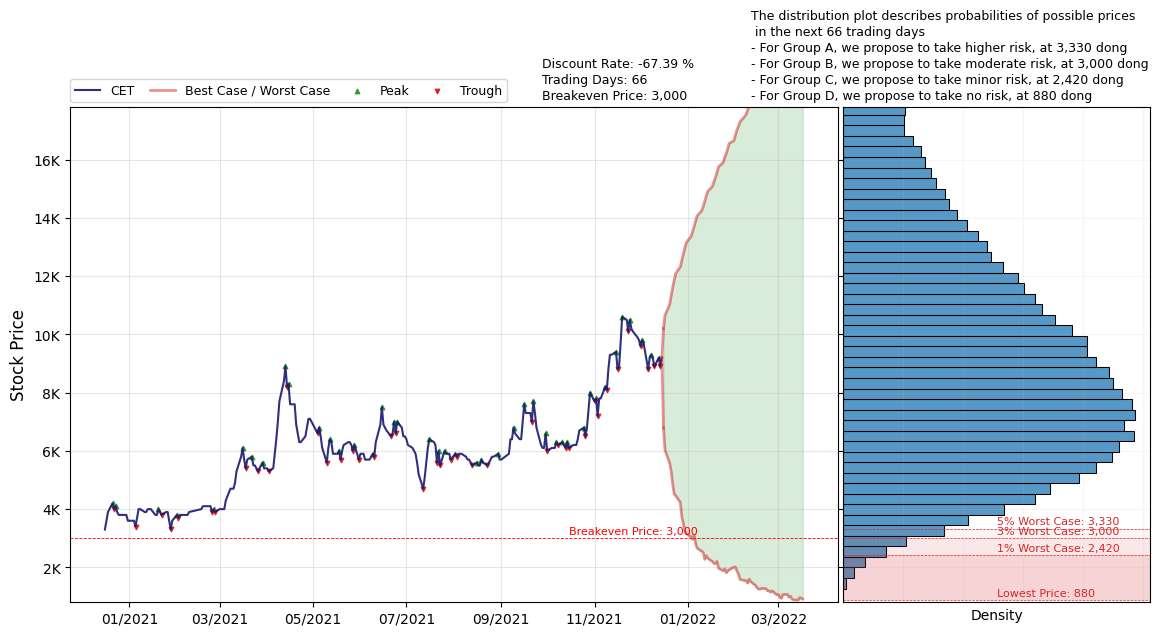 The distribution plot describes probabilities of possible prices
in the next 66 trading days
- For Group A, we propose to take higher risk, at 3,330 dong
- For Group B, we propose to take moderate risk, at 3,000 dong
- For Group C, we propose to take minor risk, at 2,420 dong
- For Group D, we propose to take no risk, at 880 dong
Discount Rate: -67.39 %
Trading Days: 66
Breakeven Price: 3,000
CET
Best Case / Worst Case
Peak
Trough
Stock Price
16K
14K
12K
10K
8K
6K
4K
2K
Breakeven Price: 3,000
5% Worst Case: 3,330
3% Worst Case: 3,000
1% Worst Case: 2,420
Lowest Price: 880
01/2021
03/2021
05/2021
07/2021
09/2021
11/2021
01/2022
03/2022
Density